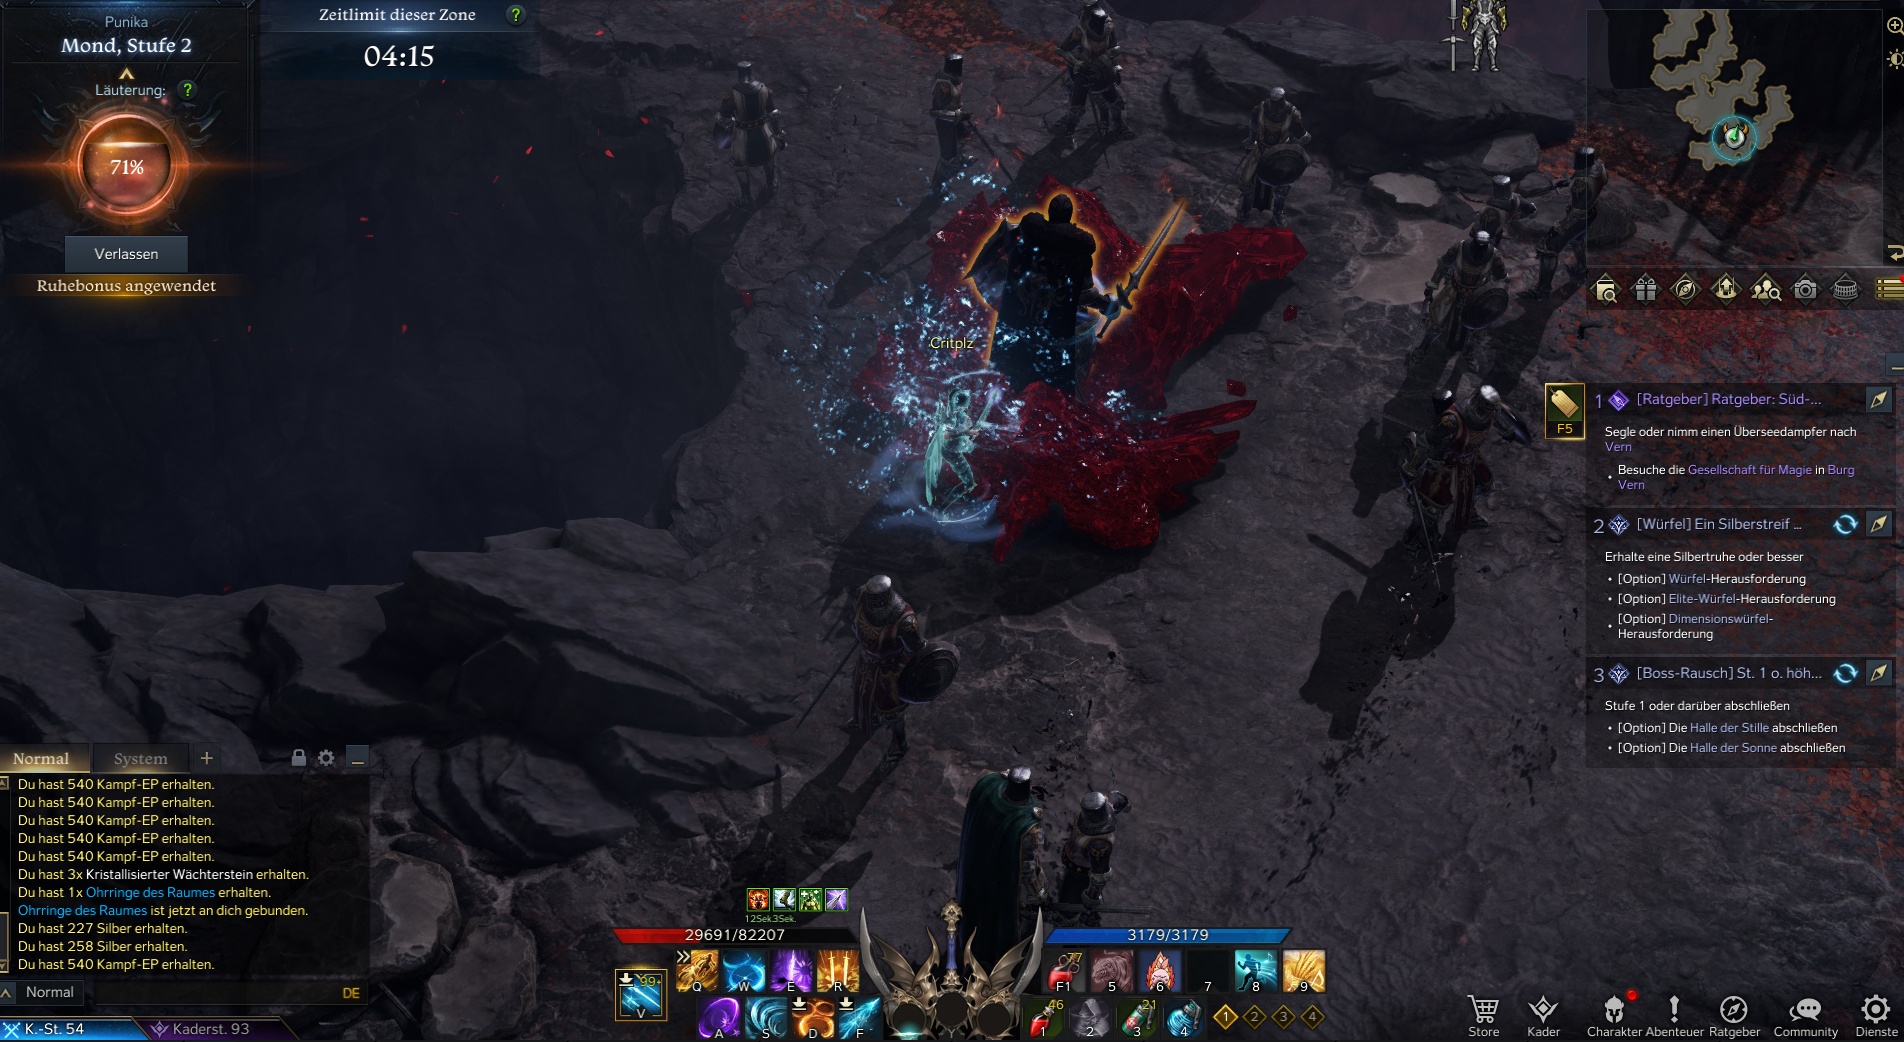 Punika
Mond, Stufe 2
Läuterung: ?
71%
Verlassen
Ruhebonus angewendet
Zeitlimit dieser Zone ?
04:15
Critplz
F5
1 [Ratgeber] Ratgeber: Süd-...
Segle oder nimm einen Überseedampfer nach
Vern
• Besuche die Gesellschaft für Magie in Burg
Vern
2 [Würfel] Ein Silberstreif ...
Erhalte eine Silbertruhe oder besser
• [Option] Würfel-Herausforderung
• [Option] Elite-Würfel-Herausforderung
• [Option] Dimensionswürfel-
Herausforderung
3 [Boss-Rausch] St. 1 o. höh...
Stufe 1 oder darüber abschließen
• [Option] Die Halle der Stille abschließen
• [Option] Die Halle der Sonne abschließen
Normal System +
Du hast 540 Kampf-EP erhalten.
Du hast 540 Kampf-EP erhalten.
Du hast 540 Kampf-EP erhalten.
Du hast 540 Kampf-EP erhalten.
Du hast 540 Kampf-EP erhalten.
Du hast 3x Kristallisierter Wächterstein erhalten.
Du hast 1x Ohrringe des Raumes erhalten.
Ohrringe des Raumes ist jetzt an dich gebunden.
Du hast 227 Silber erhalten.
Du hast 258 Silber erhalten.
Du hast 540 Kampf-EP erhalten.
Normal DE
K.-St. 54 Kaderst. 93
12Sek. 3Sek.
29691/82207 3179/3179
99+ V
Q W E R
A S D F
Y
77 F1 5 6 7 8 9
46 1 2 21 3 4
1 2 3 4
Store Kader Charakter Abenteuer Ratgeber Community Dienste